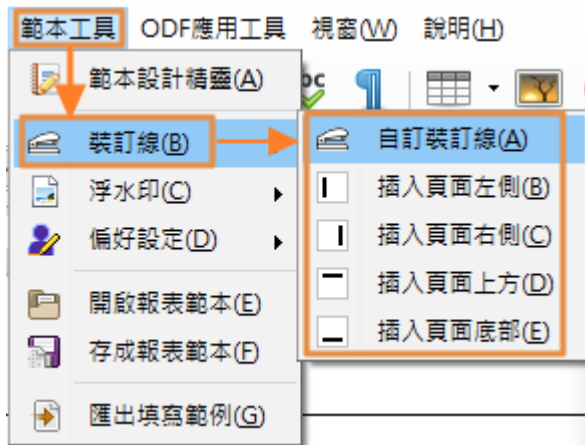 範本工具 ODF應用工具 視窗(W) 說明(H)
範本設計精靈(A)
裝訂線(B)
浮水印(C)
偏好設定(D)
開啟報表範本(E)
存成報表範本(F)
匯出填寫範例(G)
自訂裝訂線(A)
插入頁面左側(B)
插入頁面右側(C)
插入頁面上方(D)
插入頁面底部(E)